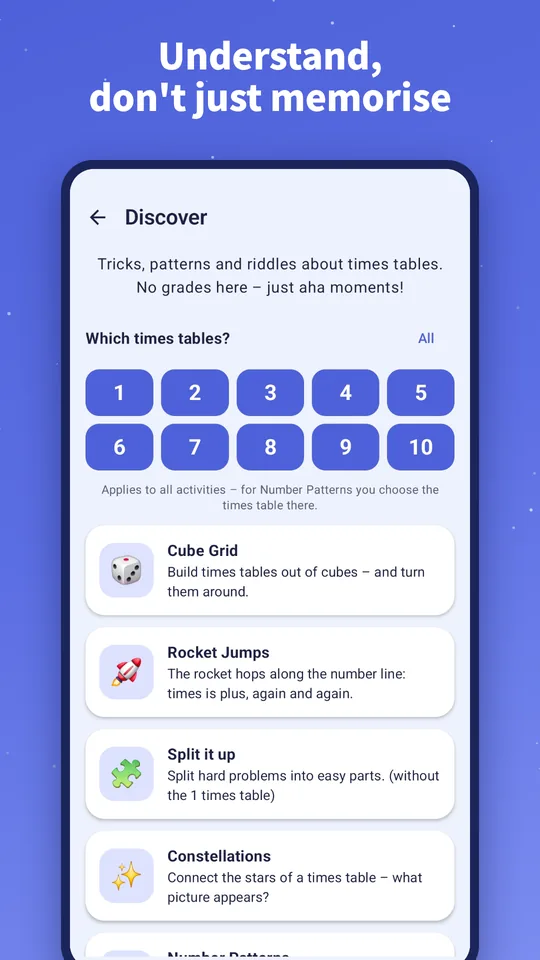 Understand,
don't just memorise
Discover
Tricks, patterns and riddles about times tables.
No grades here – just aha moments!
Which times tables?
All
1 2 3 4 5
6 7 8 9 10
Applies to all activities – for Number Patterns you choose the
times table there.
Cube Grid
Build times tables out of cubes – and turn
them around.
Rocket Jumps
The rocket hops along the number line:
times is plus, again and again.
Split it up
Split hard problems into easy parts. (without
the 1 times table)
Constellations
Connect the stars of a times table – what
picture appears?
Number Patterns